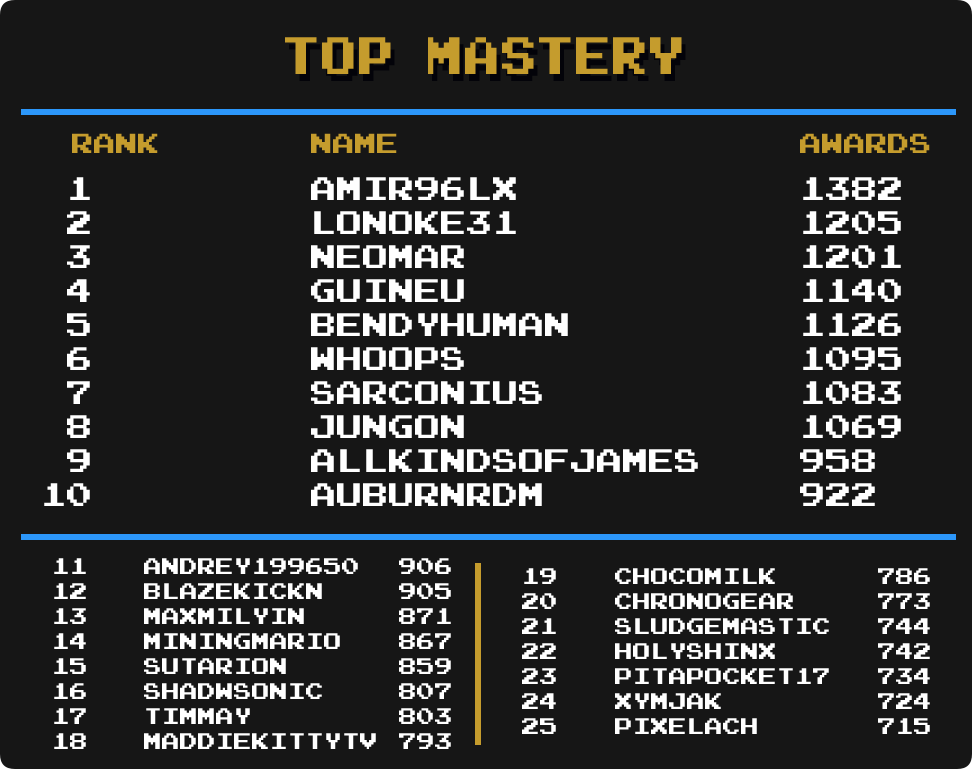 TOP MASTERY
RANK NAME AWARDS
1 AMIR96LX 1382
2 LONOKE31 1205
3 NEOMAR 1201
4 GUINEU 1140
5 BENDYHUMAN 1126
6 WHOOPS 1095
7 SARCONIUS 1083
8 JUNGON 1069
9 ALLKINDSOFJAMES 958
10 AUBURNRDM 922
11 ANDREY199650 906
12 BLAZEKICKN 905
13 MAXMILYIN 871
14 MININGMARIO 867
15 SUTARION 859
16 SHADWSONIC 807
17 TIMMAY 803
18 MADDIEKITTYTV 793
19 CHOCOMILK 786
20 CHRONOGEAR 773
21 SLUDGEMASTIC 744
22 HOLYSHINX 742
23 PITAPOCKET17 734
24 XYMJAK 724
25 PIXELACH 715